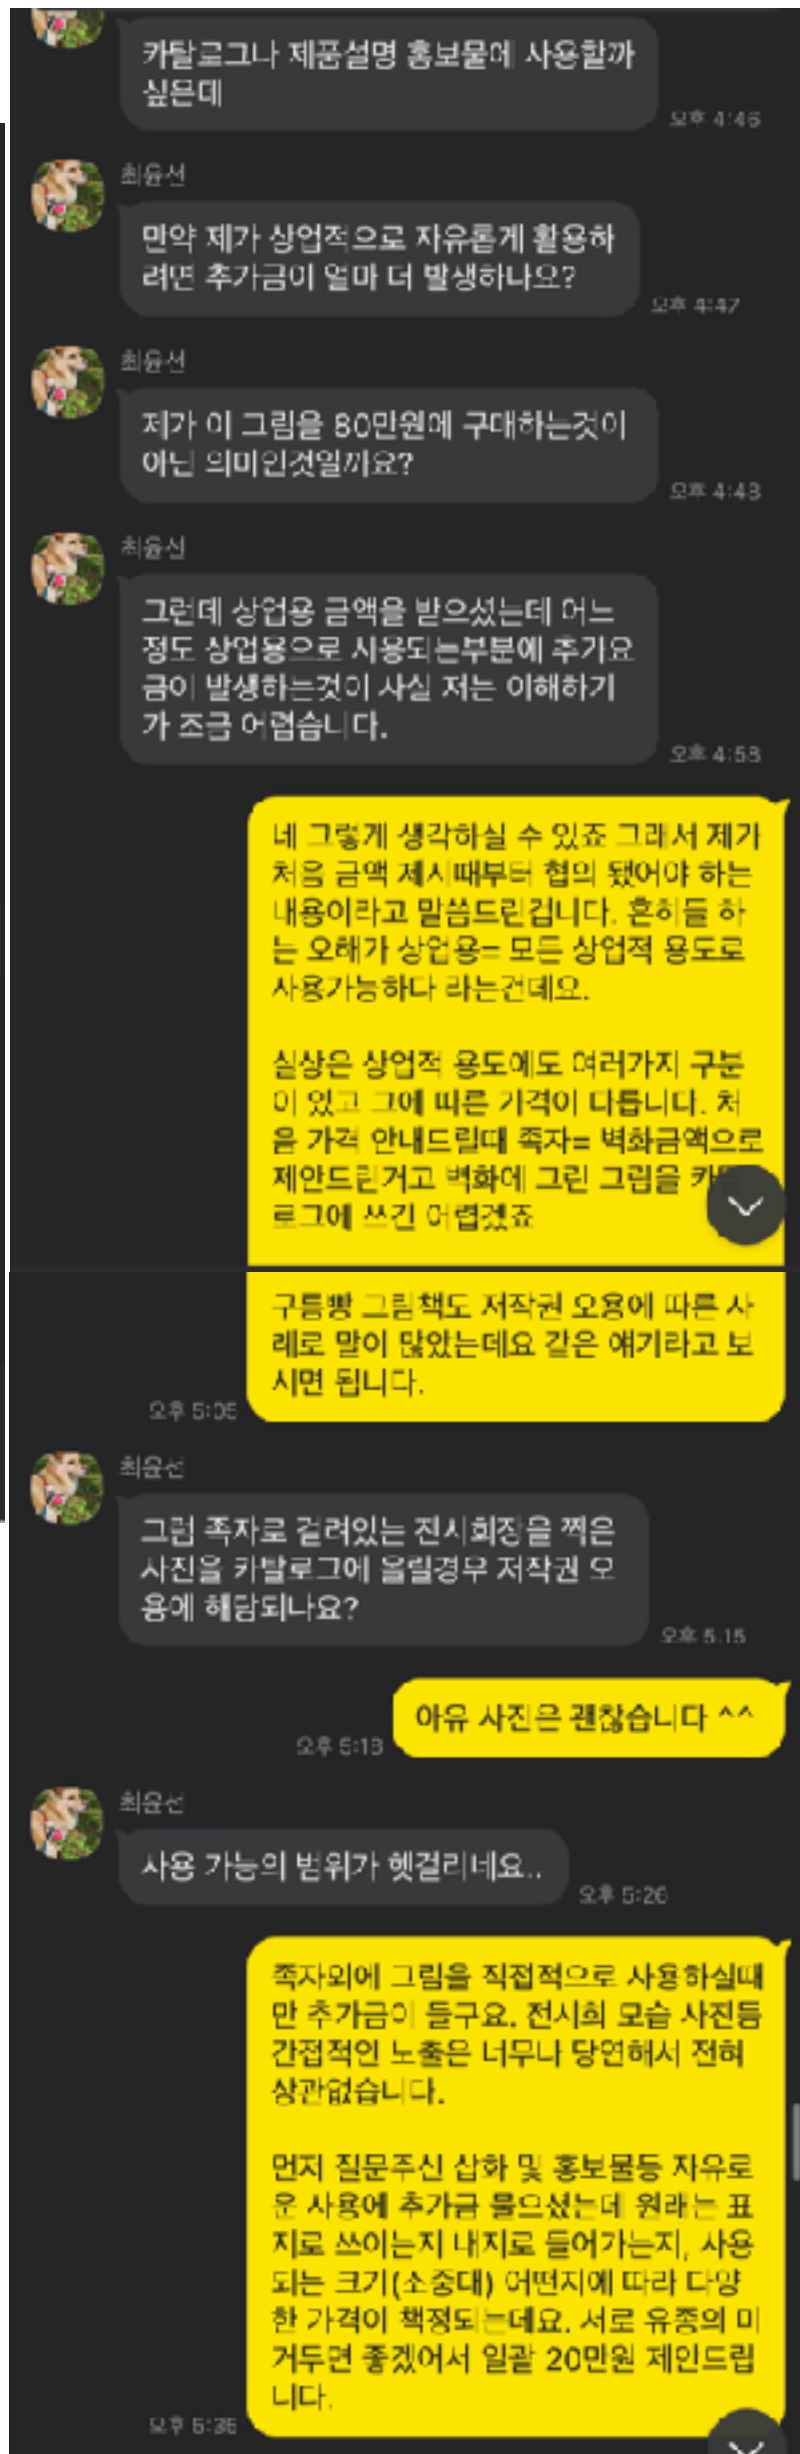 카탈로그나 제품설명 홍보물에 사용할까
싶은데
오후 4:46
최윤선
만약 제가 상업적으로 자유롭게 활용하
려면 추가금이 얼마 더 발생하나요?
오후 4:47
최윤선
제가 이 그림을 80만원에 구매하는것이
아닌 의미인것일까요?
오후 4:48
최윤선
그런데 상업용 금액을 받으셨는데 어느
정도 상업용으로 사용되는부분에 추가요
금이 발생하는것이 사실 저는 이해하기
가 조금 어렵습니다.
오후 4:58
네 그렇게 생각하실 수 있죠 그래서 제가
처음 금액 제시때부터 협의 됐어야 하는
내용이라고 말씀드린겁니다. 흔히들 하
는 오해가 상업용= 모든 상업적 용도로
사용가능하다 라는건데요.
실상은 상업적 용도에도 여러가지 구분
이 있고 그에 따른 가격이 다릅니다. 처
음 가격 안내드릴때 족자= 벽화금액으로
제안드린거고 벽화에 그린 그림을
로그에 쓰긴 어렵겠죠
구름빵 그림책도 저작권 오용에 따른 사
례로 말이 많았는데요 같은 얘기라고 보
시면 됩니다.
오후 5:05
최윤선
그럼 족자로 걸려있는 전시회장을 찍은
사진을 카탈로그에 올릴경우 저작권 오
용에 해당되나요?
오후 5:15
아유 사진은 괜찮습니다 ^^
오후 5:18
최윤선
사용 가능의 범위가 헷걸리네요..
오후 5:26
족자외에 그림을 직접적으로 사용하실때
만 추가금이 들구요. 전시회 모습 사진등
간접적인 노출은 너무나 당연해서 전혀
상관없습니다.
먼저 질문주신 삽화 및 홍보물등 자유로
운 사용에 추가금 물으셨는데 원래는 표
지로 쓰이는지 내지로 들어가는지, 사용
되는 크기(소중대) 어떤지에 따라 다양
한 가격이 책정되는데요. 서로 유종의 미
거두면 좋겠어서 일괄 20만원 제안드립
니다.
오후 5:36